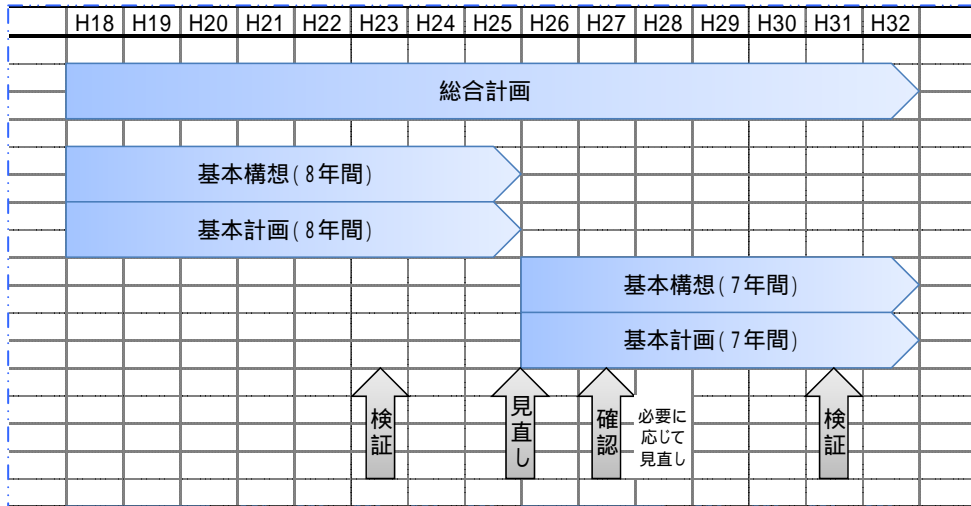 H18 H19 H20 H21 H22 H23 H24 H25 H26 H27 H28 H29 H30 H31 H32
総合計画
基本構想(8年間)
基本計画(8年間)
基本構想(7年間)
基本計画(7年間)
検証
見直し
確認
必要に
応じて
見直し
検証